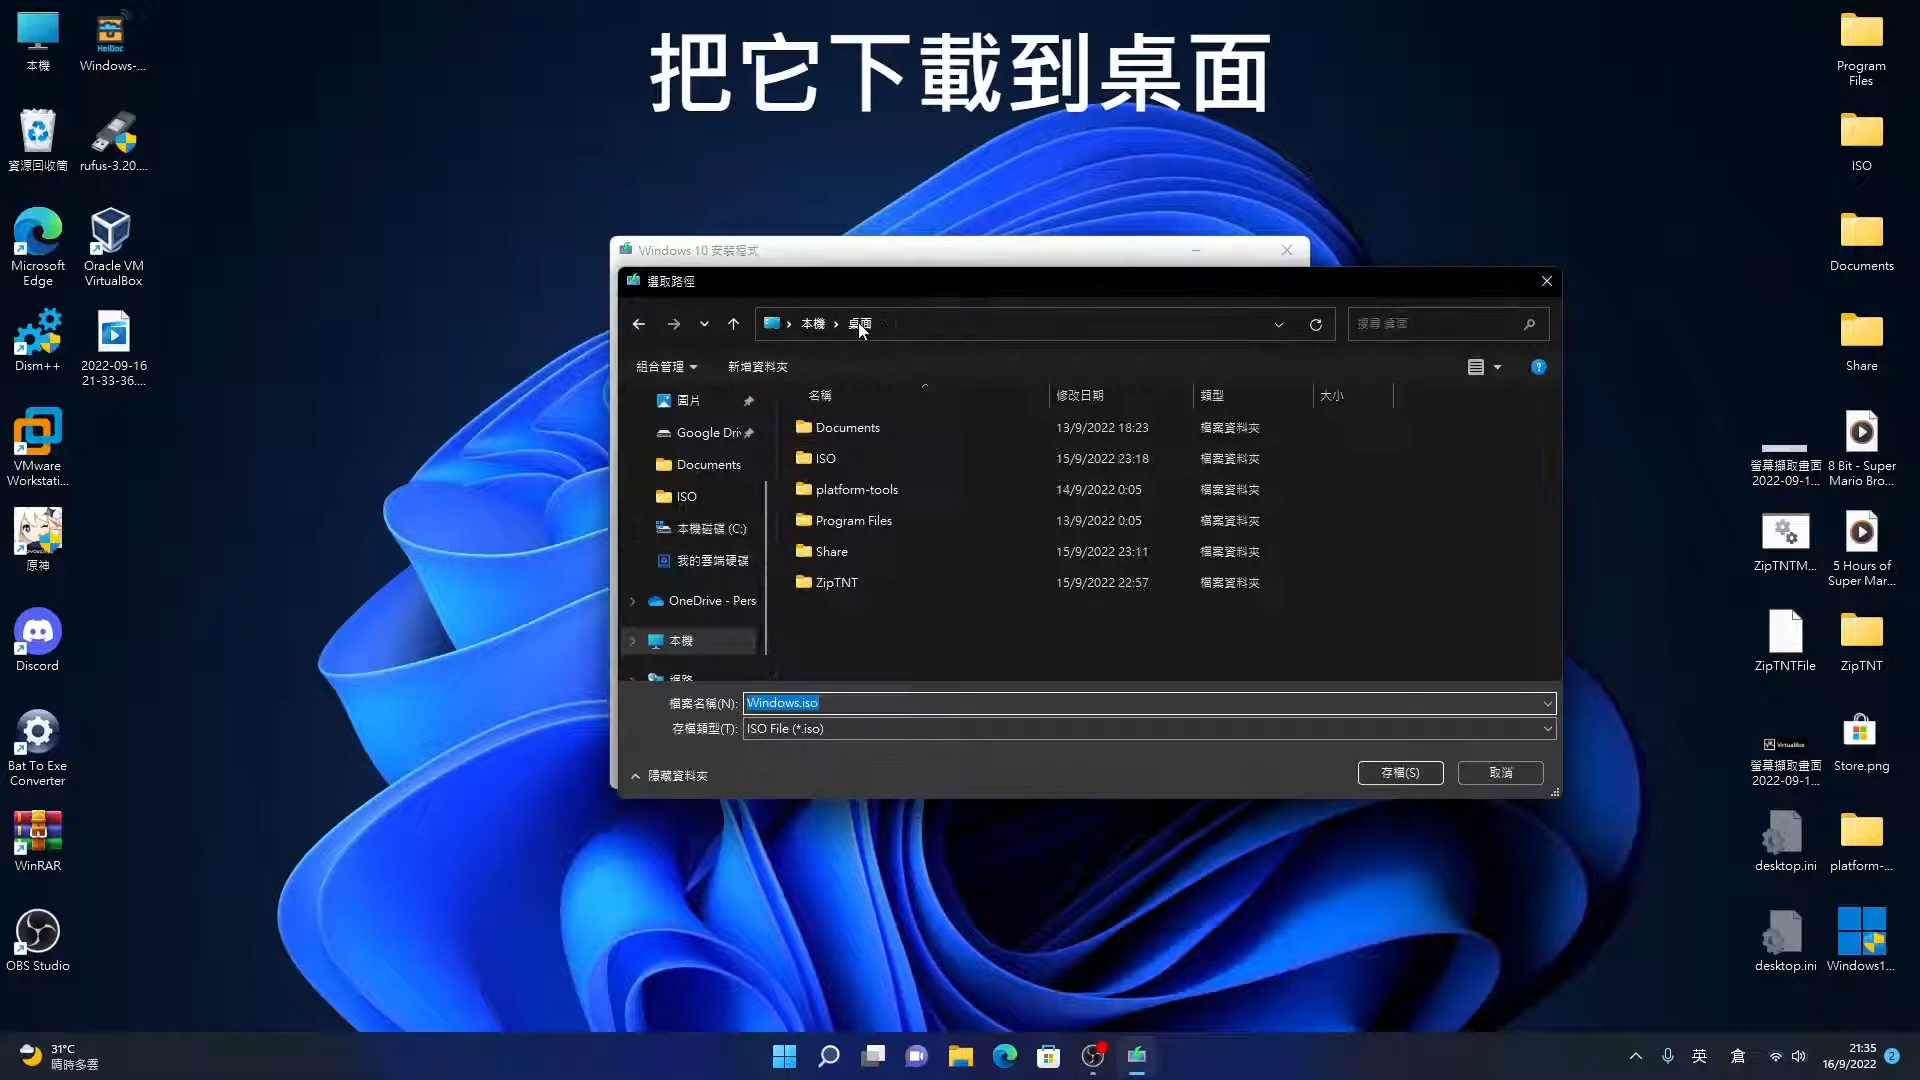 把它下載到桌面
本機
Windows-...
HeiDoc
資源回收筒
rufus-3.20....
Microsoft
Edge
Oracle VM
VirtualBox
Dism++
2022-09-16
21-33-36....
VMware
Workstati...
原神
Discord
Bat To Exe
Converter
WinRAR
OBS Studio
Windows 10 安裝程式
選取路徑
本機
桌面
搜尋 桌面
組合管理
新增資料夾
圖片
Google Driv
Documents
ISO
本機磁碟 (C:)
我的雲端硬碟
OneDrive - Pers
本機
網路
名稱
修改日期
類型
大小
Documents 13/9/2022 18:23 檔案資料夾
ISO 15/9/2022 23:18 檔案資料夾
platform-tools 14/9/2022 0:05 檔案資料夾
Program Files 13/9/2022 0:05 檔案資料夾
Share 15/9/2022 23:11 檔案資料夾
ZipTNT 15/9/2022 22:57 檔案資料夾
檔案名稱(N): Windows.iso
存檔類型(T): ISO File (*.iso)
隱藏資料夾
存檔(S)
取消
Program
Files
ISO
Documents
Share
螢幕擷取畫面
2022-09-1...
8 Bit - Super
Mario Bro...
ZipTNTM...
5 Hours of
Super Mar...
ZipTNTFile
ZipTNT
VirtualBox
螢幕擷取畫面
2022-09-1...
Store.png
desktop.ini
platform-...
desktop.ini
Windows1...
31°C
晴時多雲
英
倉
21:35
16/9/2022
2